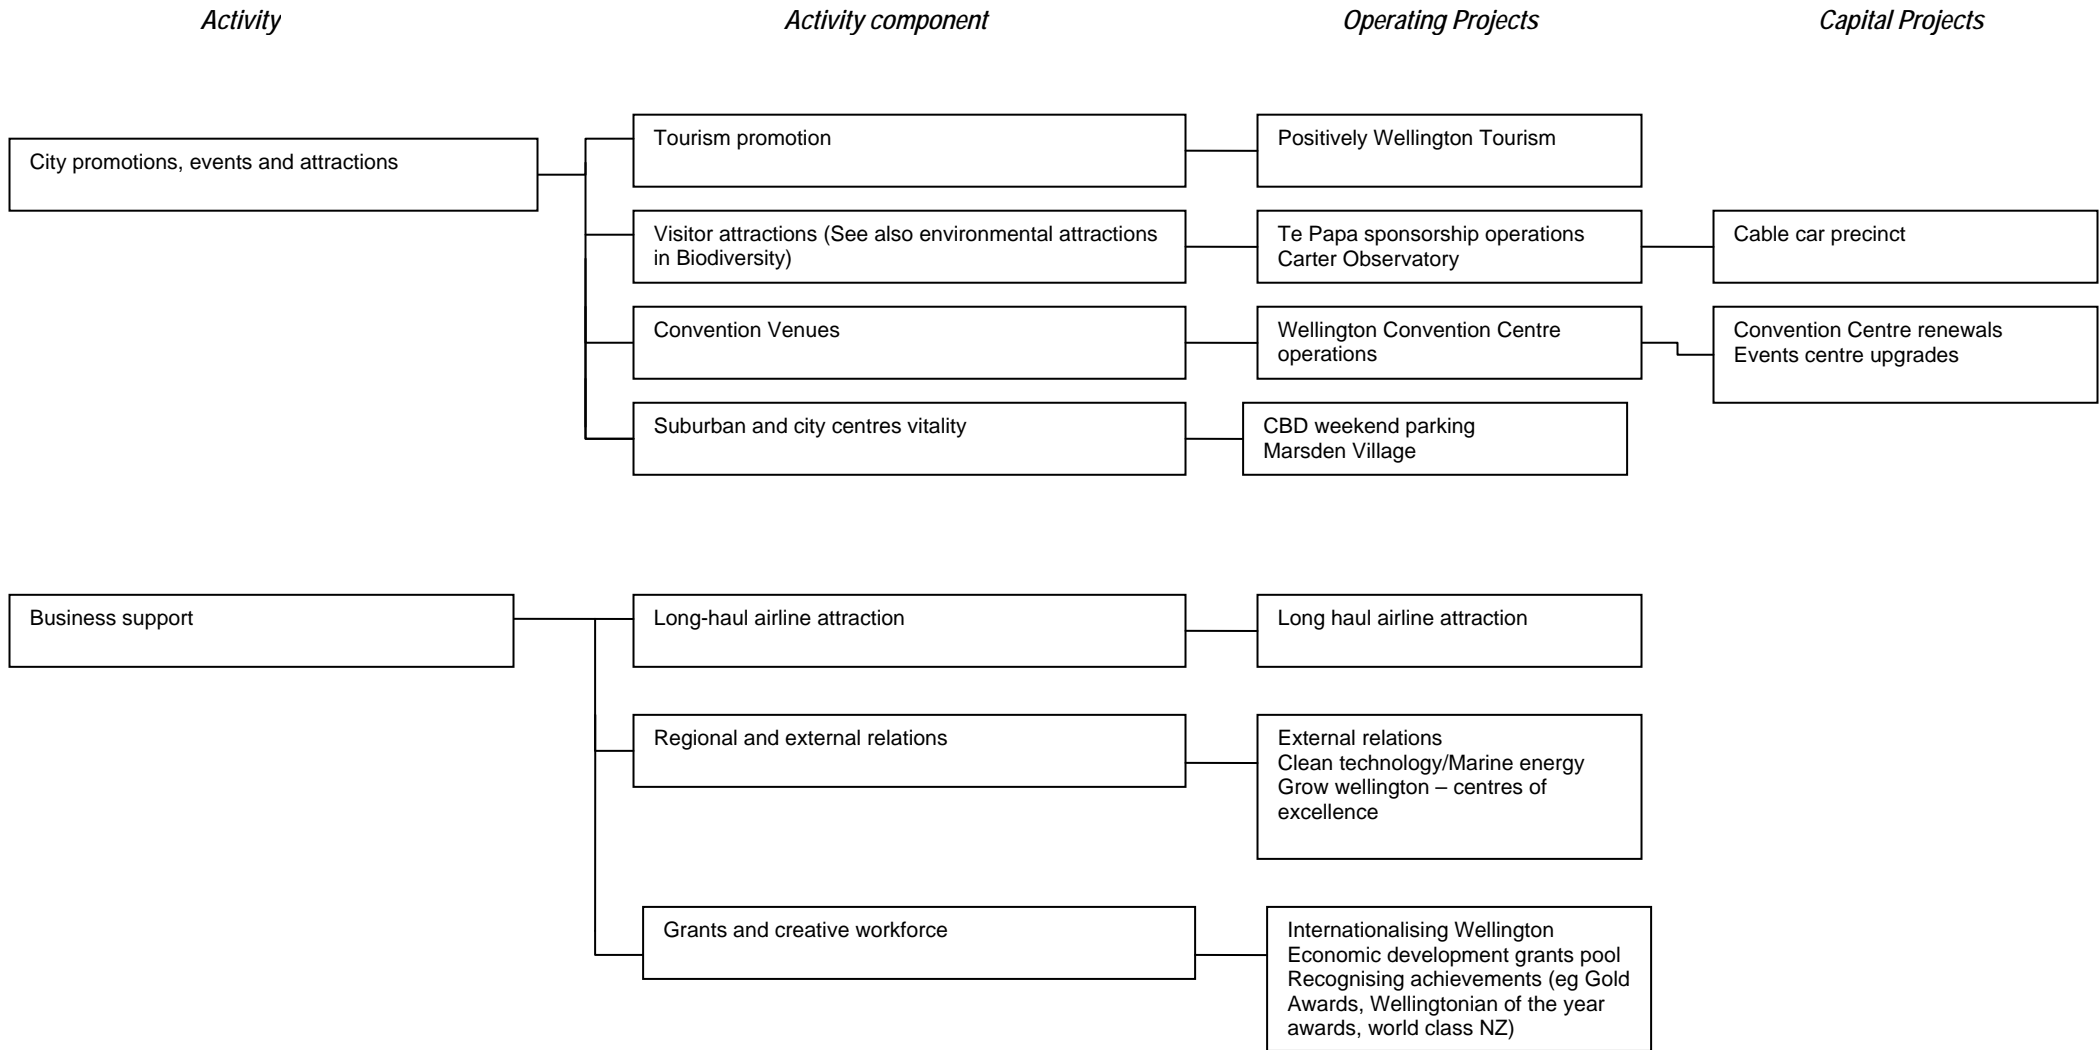 Activity
Activity component
Operating Projects
Capital Projects
City promotions, events and attractions
Tourism promotion
Positively Wellington Tourism
Visitor attractions (See also environmental attractions
in Biodiversity)
Te Papa sponsorship operations
Carter Observatory
Cable car precinct
Convention Venues
Wellington Convention Centre
operations
Convention Centre renewals
Events centre upgrades
Suburban and city centres vitality
CBD weekend parking
Marsden Village
Business support
Long-haul airline attraction
Long haul airline attraction
Regional and external relations
External relations
Clean technology/Marine energy
Grow wellington – centres of
excellence
Grants and creative workforce
Internationalising Wellington
Economic development grants pool
Recognising achievements (eg Gold
Awards, Wellingtonian of the year
awards, world class NZ)